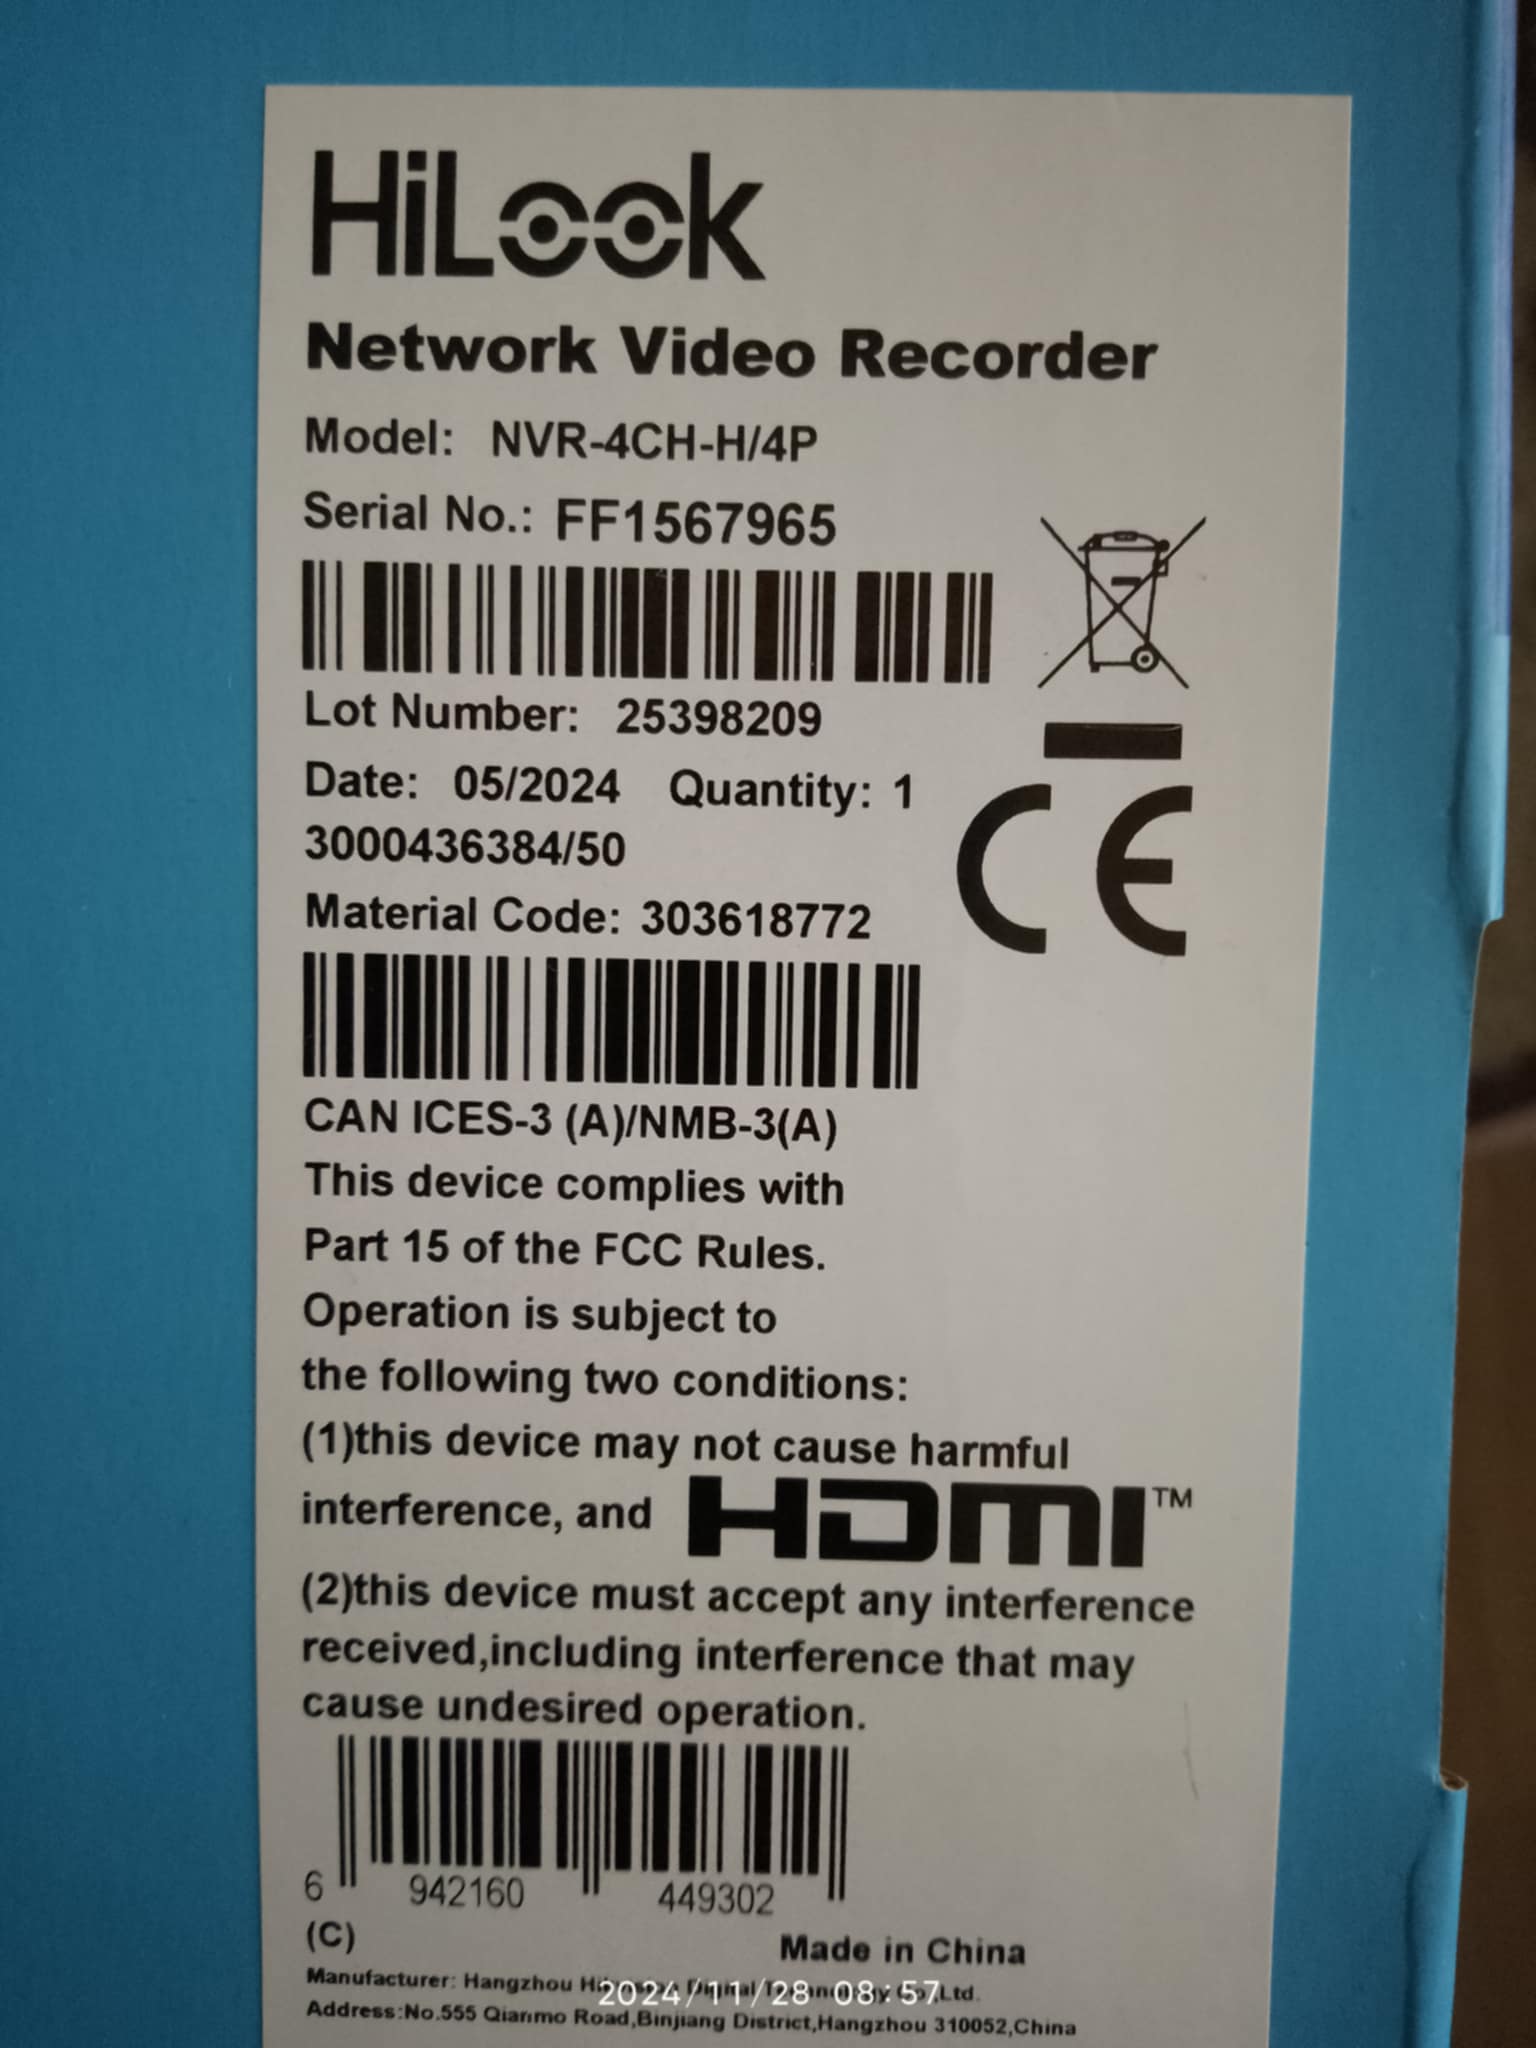 HiLook
Network Video Recorder
Model: NVR-4CH-H/4P
Serial No.: FF1567965
Lot Number: 25398209
Date: 05/2024 Quantity: 1
3000436384/50
Material Code: 303618772
CE
CAN ICES-3 (A)/NMB-3(A)
This device complies with
Part 15 of the FCC Rules.
Operation is subject to
the following two conditions:
(1)this device may not cause harmful
interference, and HDMI™
(2)this device must accept any interference
received,including interference that may
cause undesired operation.
6 942160 449302
(C) Made in China
Manufacturer: Hangzhou Digital Technology Co.,Ltd.
2024/11/28 08:57
Address:No.555 Qianmo Road,Binjiang District,Hangzhou 310052,China